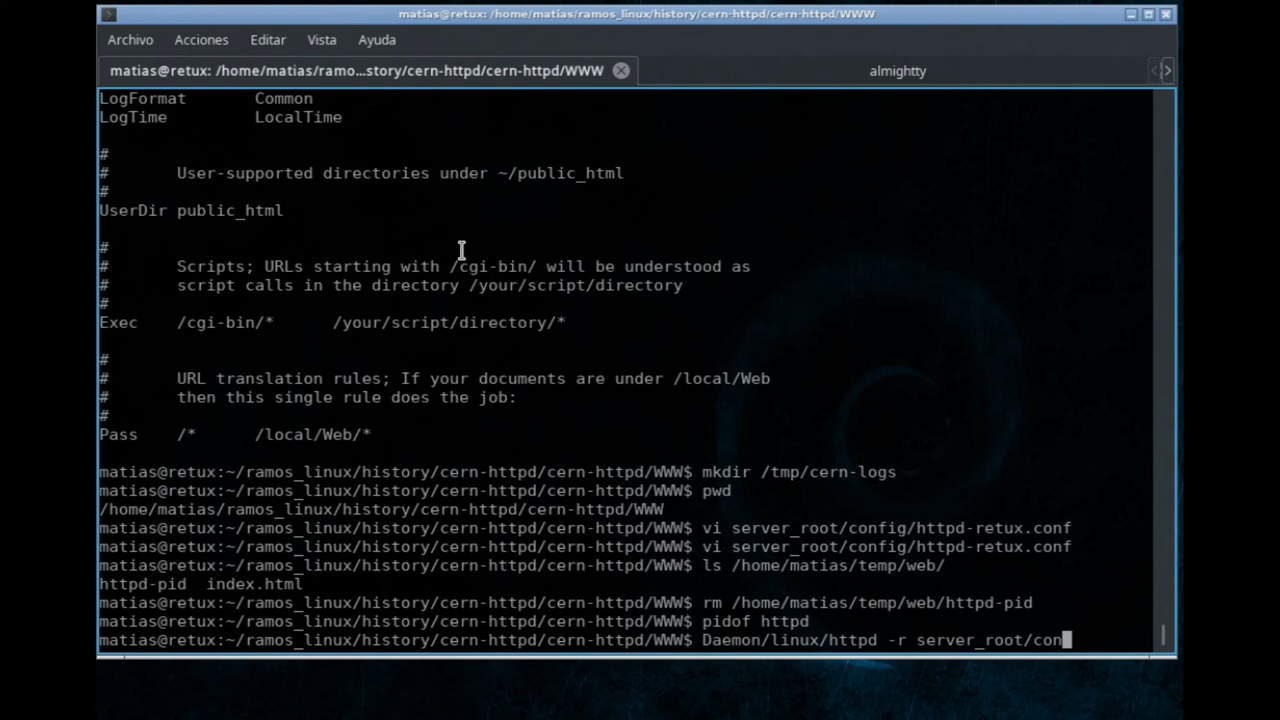 matias@retux: /home/matias/ramos_linux/history/cern-httpd/cern-httpd/WWW
Archivo Acciones Editar Vista Ayuda
matias@retux: /home/matias/ramo...story/cern-httpd/cern-httpd/WWW almightty
LogFormat Common
LogTime LocalTime
#
# User-supported directories under ~/public_html
#
UserDir public_html
#
# Scripts; URLs starting with /cgi-bin/ will be understood as
# script calls in the directory /your/script/directory
#
Exec /cgi-bin/* /your/script/directory/*
#
# URL translation rules; If your documents are under /local/Web
# then this single rule does the job:
#
Pass /* /local/Web/*
matias@retux:~/ramos_linux/history/cern-httpd/cern-httpd/WWW$ mkdir /tmp/cern-logs
matias@retux:~/ramos_linux/history/cern-httpd/cern-httpd/WWW$ pwd
/home/matias/ramos_linux/history/cern-httpd/cern-httpd/WWW
matias@retux:~/ramos_linux/history/cern-httpd/cern-httpd/WWW$ vi server_root/config/httpd-retux.conf
matias@retux:~/ramos_linux/history/cern-httpd/cern-httpd/WWW$ vi server_root/config/httpd-retux.conf
matias@retux:~/ramos_linux/history/cern-httpd/cern-httpd/WWW$ ls /home/matias/temp/web/
httpd-pid index.html
matias@retux:~/ramos_linux/history/cern-httpd/cern-httpd/WWW$ rm /home/matias/temp/web/httpd-pid
matias@retux:~/ramos_linux/history/cern-httpd/cern-httpd/WWW$ pidof httpd
matias@retux:~/ramos_linux/history/cern-httpd/cern-httpd/WWW$ Daemon/linux/httpd -r server_root/con